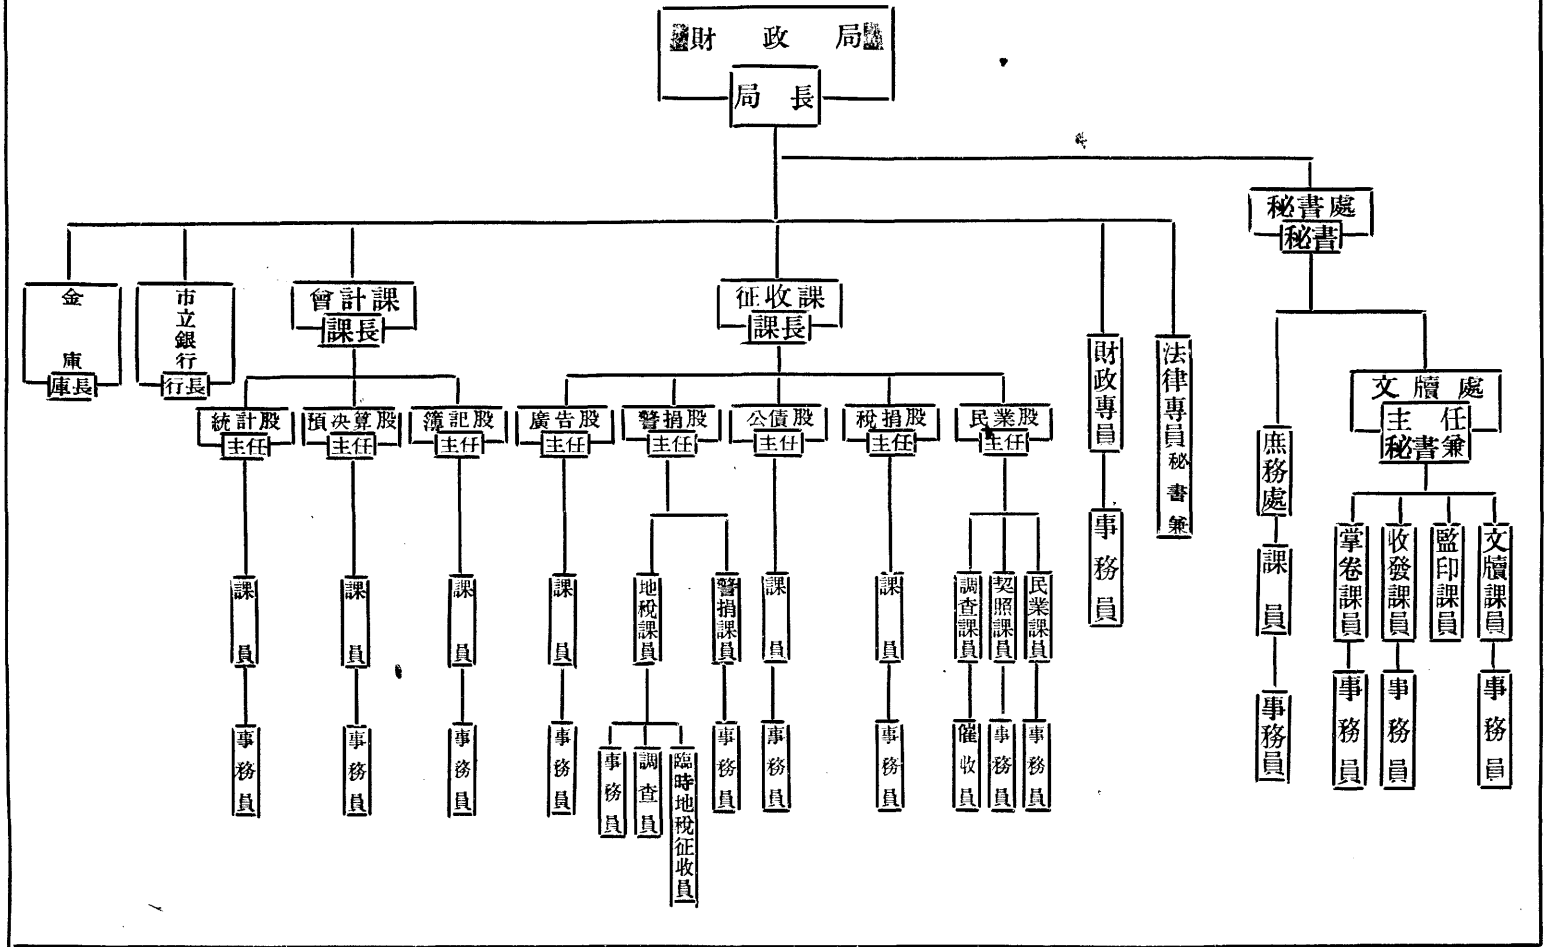 財政局
局長
秘書處
秘書
法律專員秘書兼
財政專員
事務員
征收課
課長
會計課
課長
市立銀行
行長
金庫
庫長
文牘處
主任
秘書兼
庶務處
課員
事務員
文牘課員
事務員
監印課員
收發課員
事務員
掌卷課員
事務員
民業股
主任
民業課員
事務員
契照課員
事務員
調查課員
催收員
稅捐股
主任
課員
事務員
公債股
主任
課員
事務員
警捐股
主任
警捐課員
事務員
地稅課員
臨時地稅征收員
調查員
事務員
廣告股
主任
課員
事務員
簿記股
主任
課員
事務員
預決算股
主任
課員
事務員
統計股
主任
課員
事務員